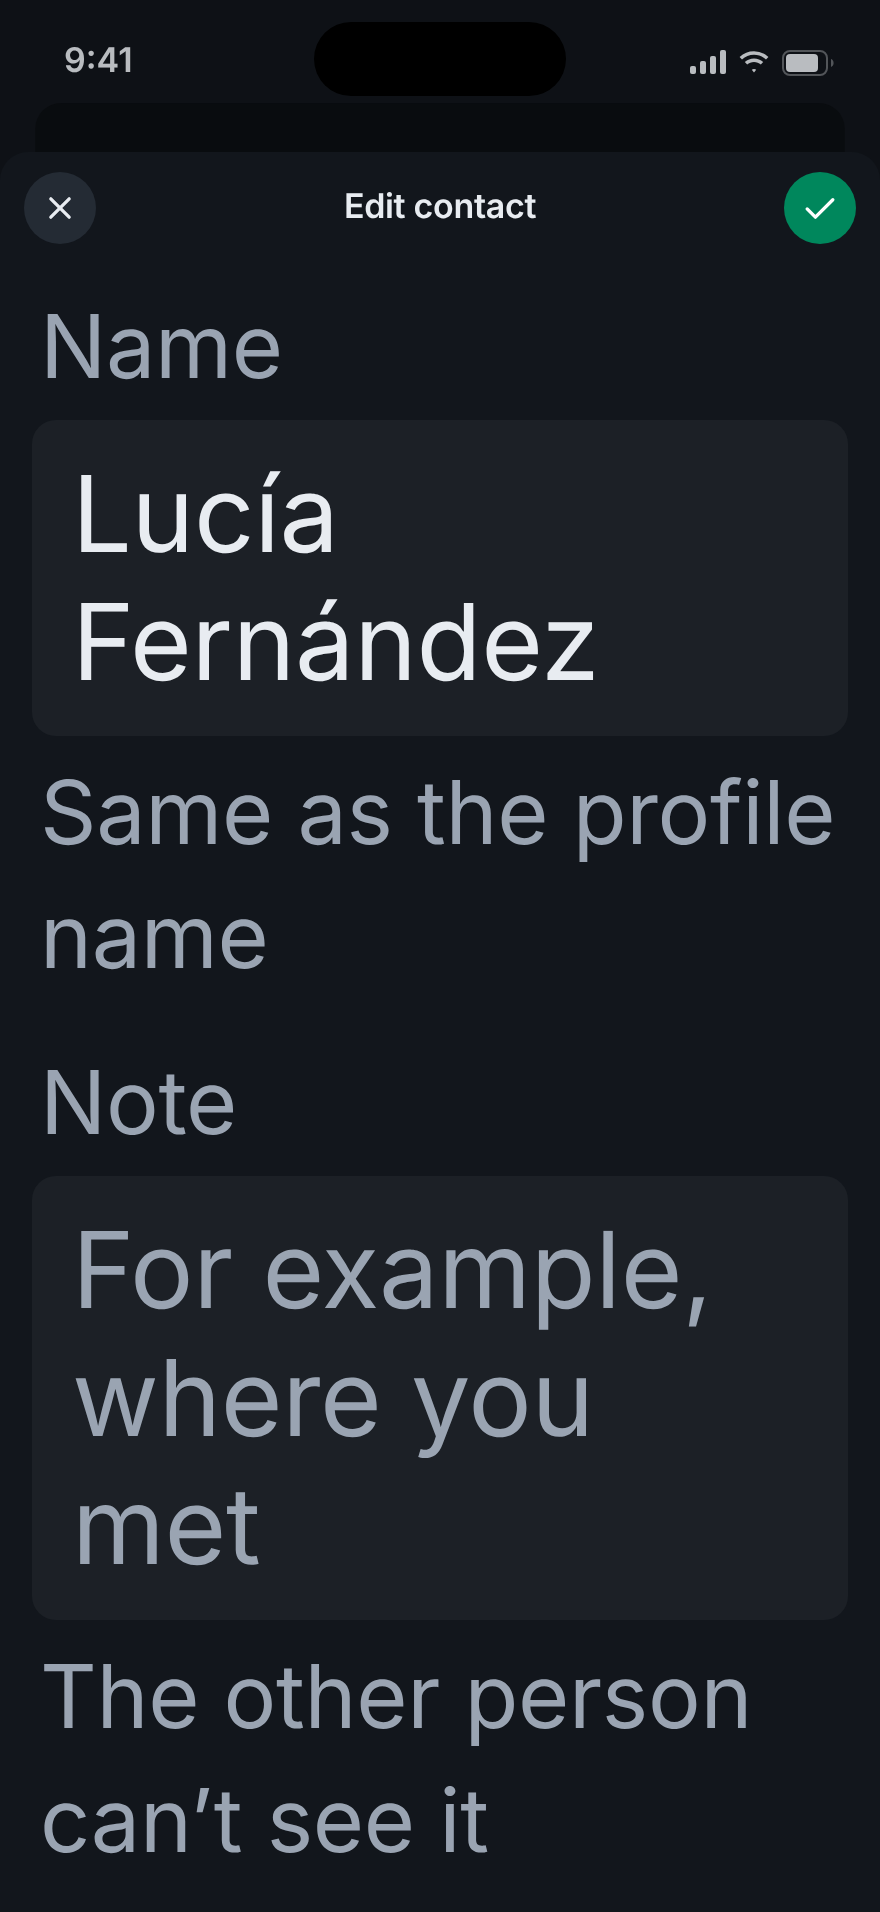 9:41
Edit contact
Name
Lucía
Fernández
Same as the profile
name
Note
For example,
where you
met
The other person
can’t see it